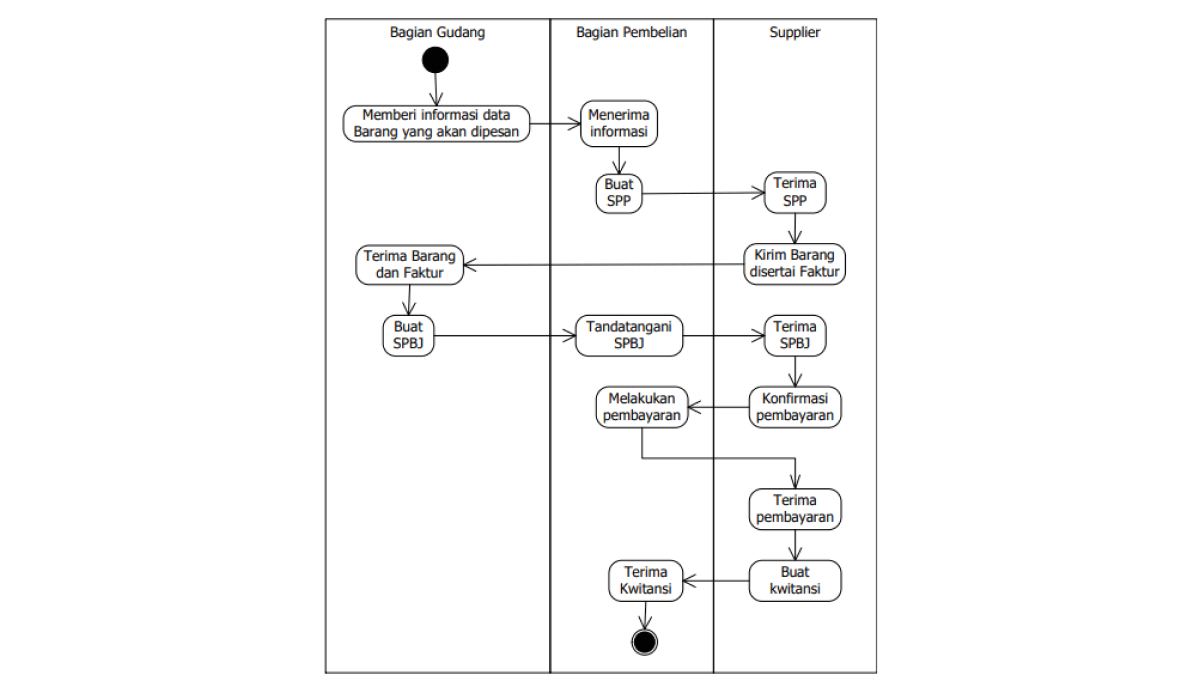 Bagian Gudang
Bagian Pembelian
Supplier
Memberi informasi data
Barang yang akan dipesan
Menerima
informasi
Buat
SPP
Terima
SPP
Kirim Barang
disertai Faktur
Terima Barang
dan Faktur
Buat
SPBJ
Tandatangani
SPBJ
Terima
SPBJ
Konfirmasi
pembayaran
Melakukan
pembayaran
Terima
pembayaran
Buat
kwitansi
Terima
Kwitansi